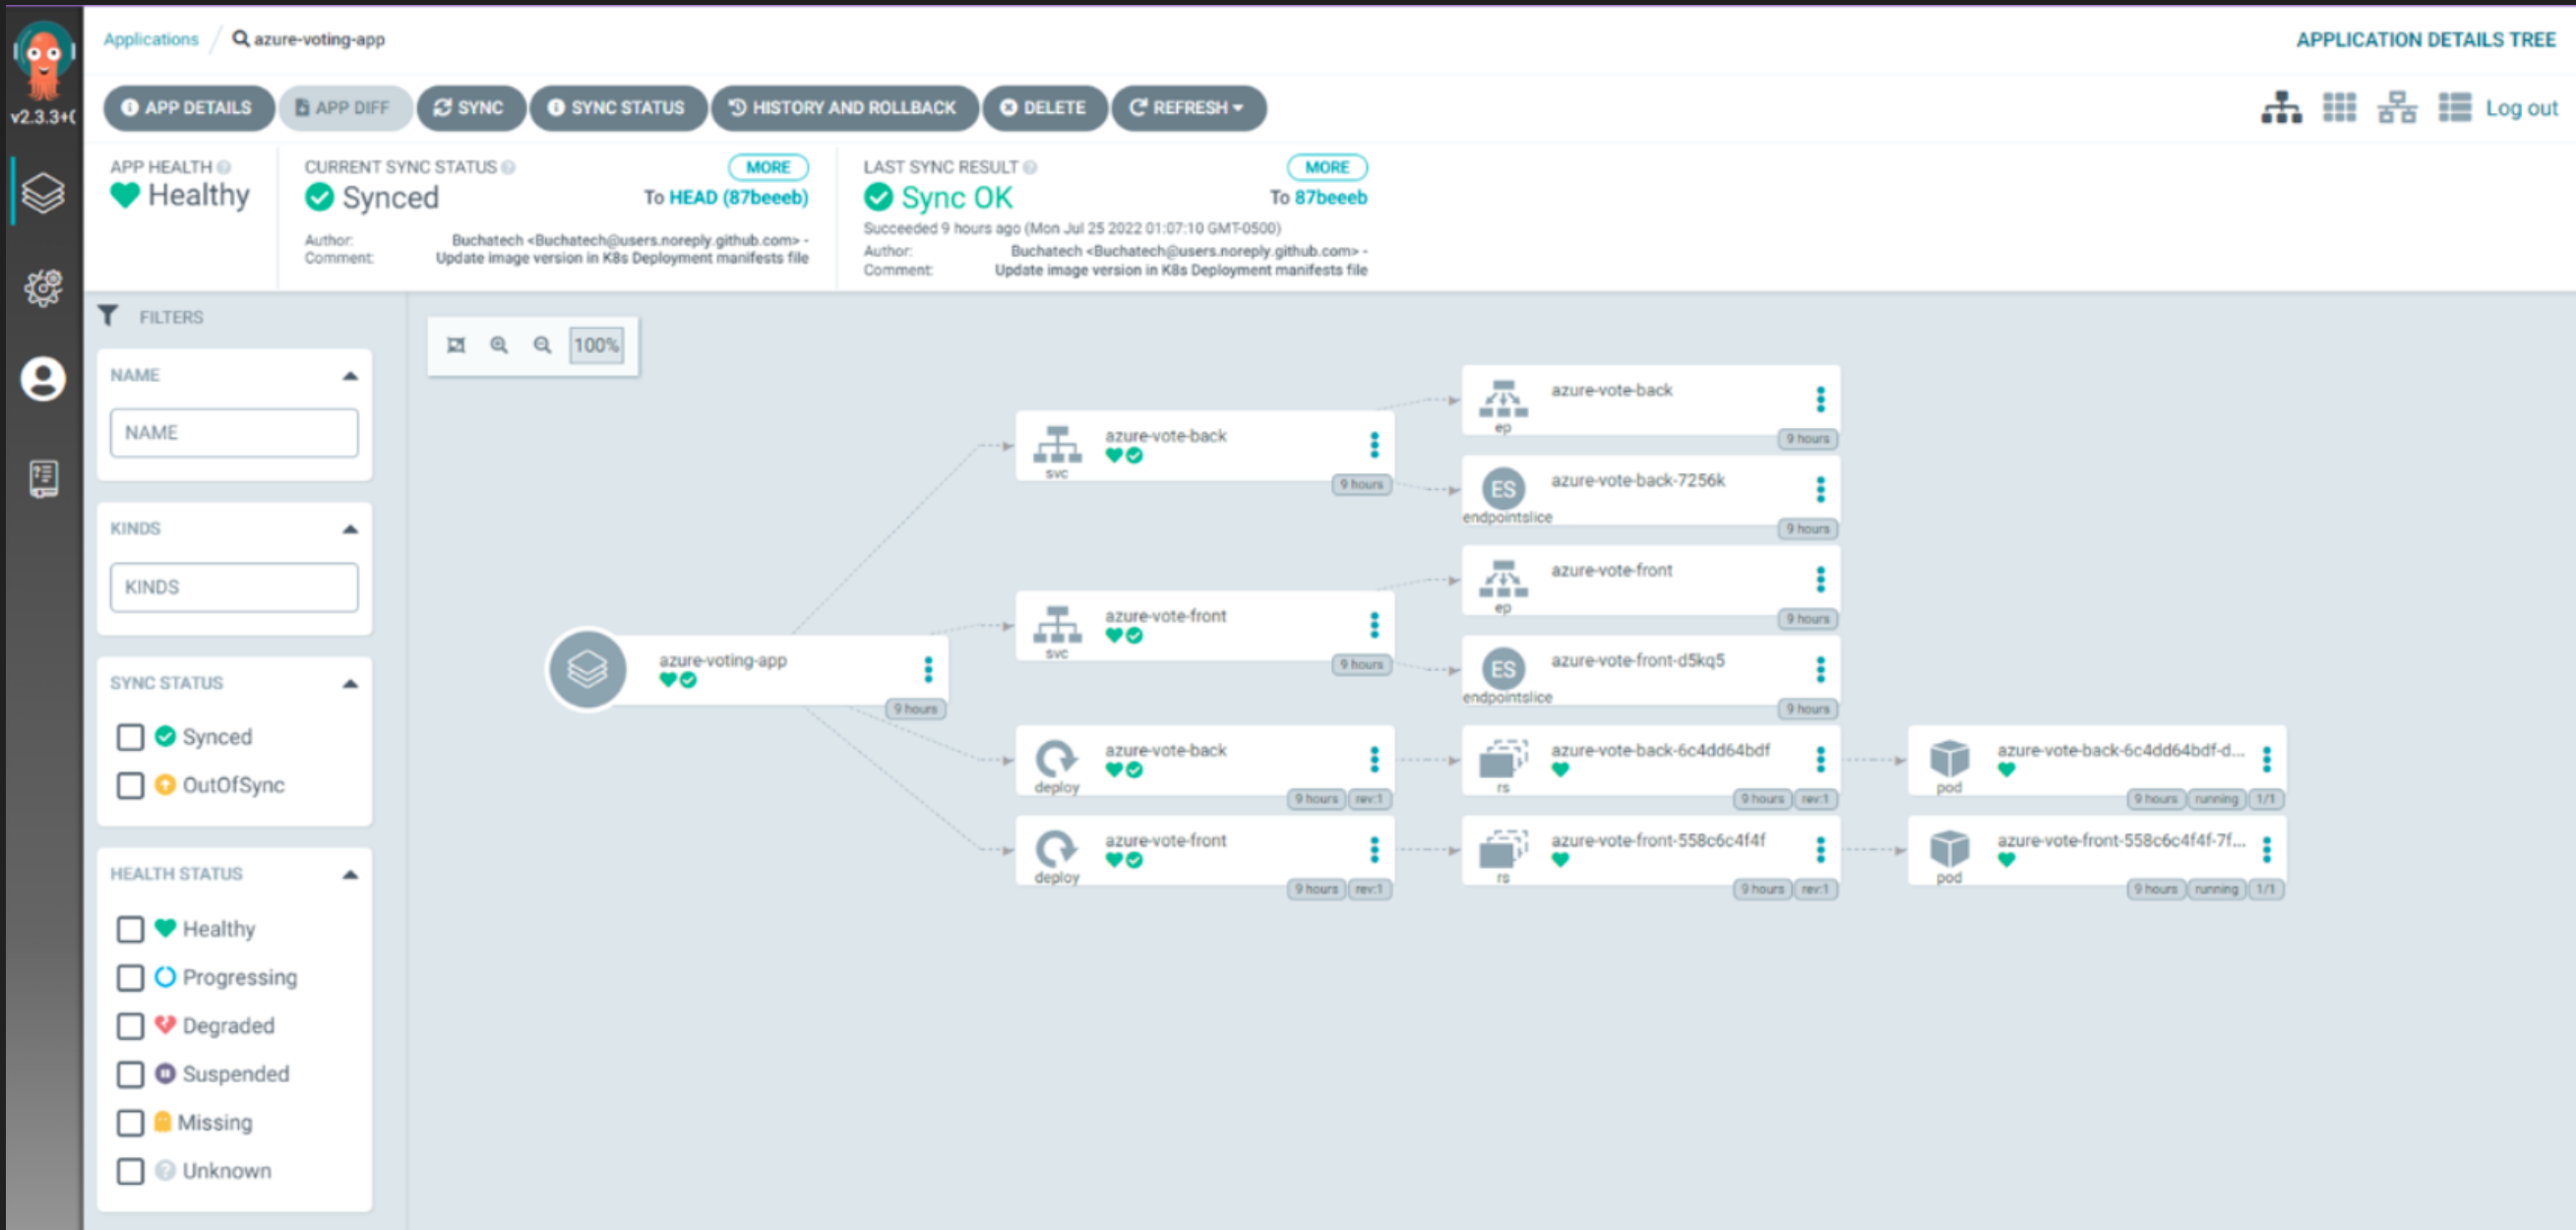 Applications / azure-voting-app
APPLICATION DETAILS TREE
v2.3.3+(
APP DETAILS
APP DIFF
SYNC
SYNC STATUS
HISTORY AND ROLLBACK
DELETE
REFRESH
Log out
APP HEALTH
Healthy
CURRENT SYNC STATUS
MORE
Synced
To HEAD (87beeeb)
Author: Buchatech <Buchatech@users.noreply.github.com> -
Comment: Update image version in K8s Deployment manifests file
LAST SYNC RESULT
MORE
Sync OK
To 87beeeb
Succeeded 9 hours ago (Mon Jul 25 2022 01:07:10 GMT-0500)
Author: Buchatech <Buchatech@users.noreply.github.com> -
Comment: Update image version in K8s Deployment manifests file
FILTERS
NAME
NAME
KINDS
KINDS
SYNC STATUS
Synced
OutOfSync
HEALTH STATUS
Healthy
Progressing
Degraded
Suspended
Missing
Unknown
100%
azure-voting-app
9 hours
azure-vote-back
svc
9 hours
azure-vote-front
svc
9 hours
azure-vote-back
deploy
9 hours rev:1
azure-vote-front
deploy
9 hours rev:1
azure-vote-back
ep
9 hours
ES
azure-vote-back-7256k
endpointslice
9 hours
azure-vote-front
ep
9 hours
ES
azure-vote-front-d5kq5
endpointslice
9 hours
azure-vote-back-6c4dd64bdf
rs
9 hours rev:1
azure-vote-front-558c6c4f4f
rs
9 hours rev:1
azure-vote-back-6c4dd64bdf-d...
pod
9 hours running 1/1
azure-vote-front-558c6c4f4f-7f...
pod
9 hours running 1/1